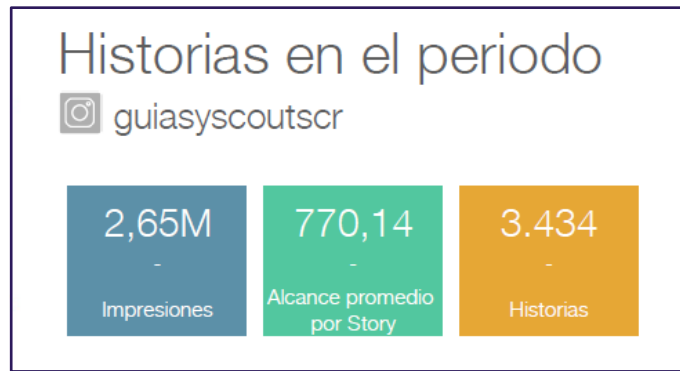 Historias en el periodo
guiasyscoutscr
2,65M
-
Impresiones
770,14
-
Alcance promedio
por Story
3.434
-
Historias